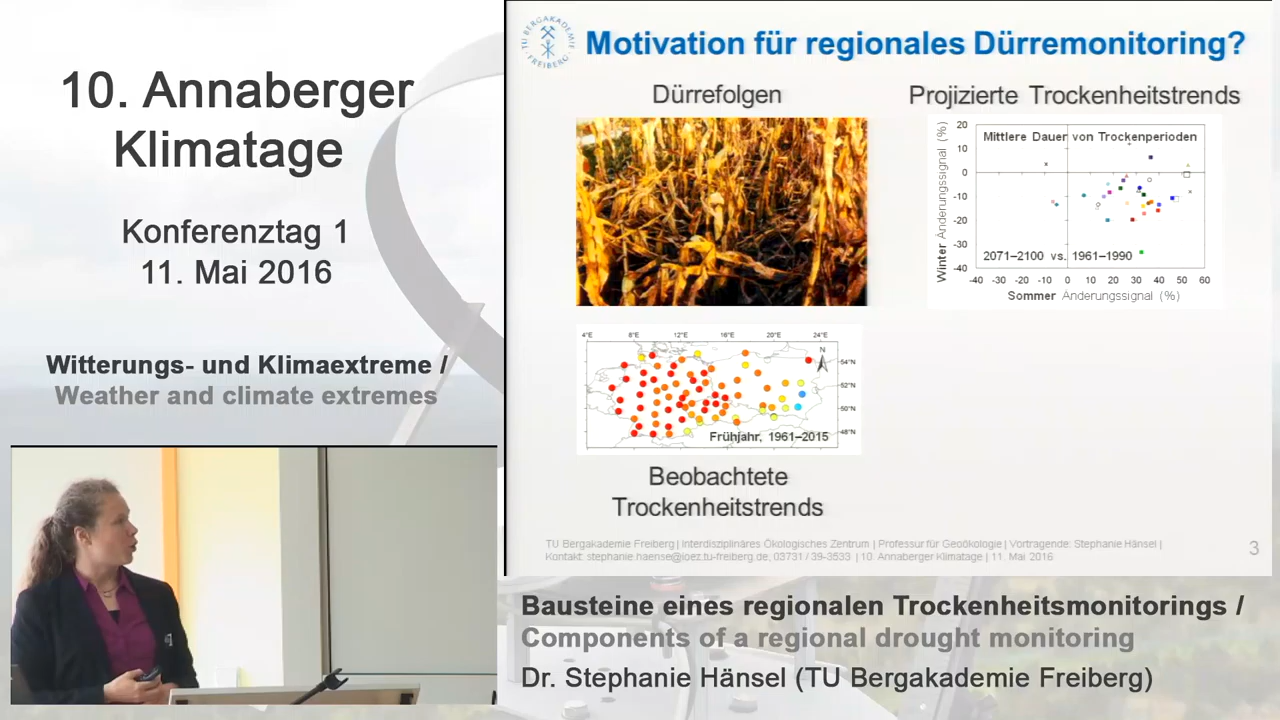 10. Annaberger
Klimatage
Konferenztag 1
11. Mai 2016
Witterungs- und Klimaextreme /
Weather and climate extremes
TU BERGAKADEMIE FREIBERG
Motivation für regionales Dürremonitoring?
Dürrefolgen
Projizierte Trockenheitstrends
Mittlere Dauer von Trockenperioden
Winter Änderungssignal (%)
20
10
0
-10
-20
-30
-40
2071–2100 vs. 1961–1990
-40 -30 -20 -10 0 10 20 30 40 50 60
Sommer Änderungssignal (%)
4°E 8°E 12°E 16°E 20°E 24°E
N
54°N
52°N
50°N
48°N
Frühjahr, 1961–2015
Beobachtete
Trockenheitstrends
TU Bergakademie Freiberg | Interdisziplinäres Ökologisches Zentrum | Professur für Geoökologie | Vortragende: Stephanie Hänsel |
Kontakt: stephanie.haense@ioez.tu-freiberg.de, 03731 / 39-3533 | 10. Annaberger Klimatage | 11. Mai 2016
3
Bausteine eines regionalen Trockenheitsmonitorings /
Components of a regional drought monitoring
Dr. Stephanie Hänsel (TU Bergakademie Freiberg)